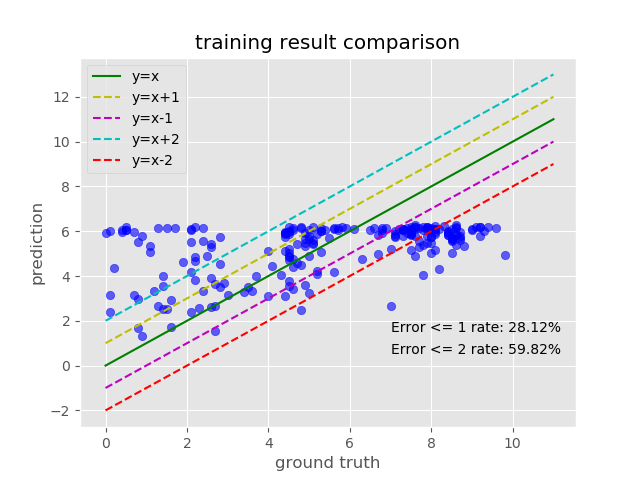 training result comparison
y=x
y=x+1
y=x-1
y=x+2
y=x-2
12
10
8
6
4
2
0
−2
prediction
Error <= 1 rate: 28.12%
Error <= 2 rate: 59.82%
0 2 4 6 8 10
ground truth